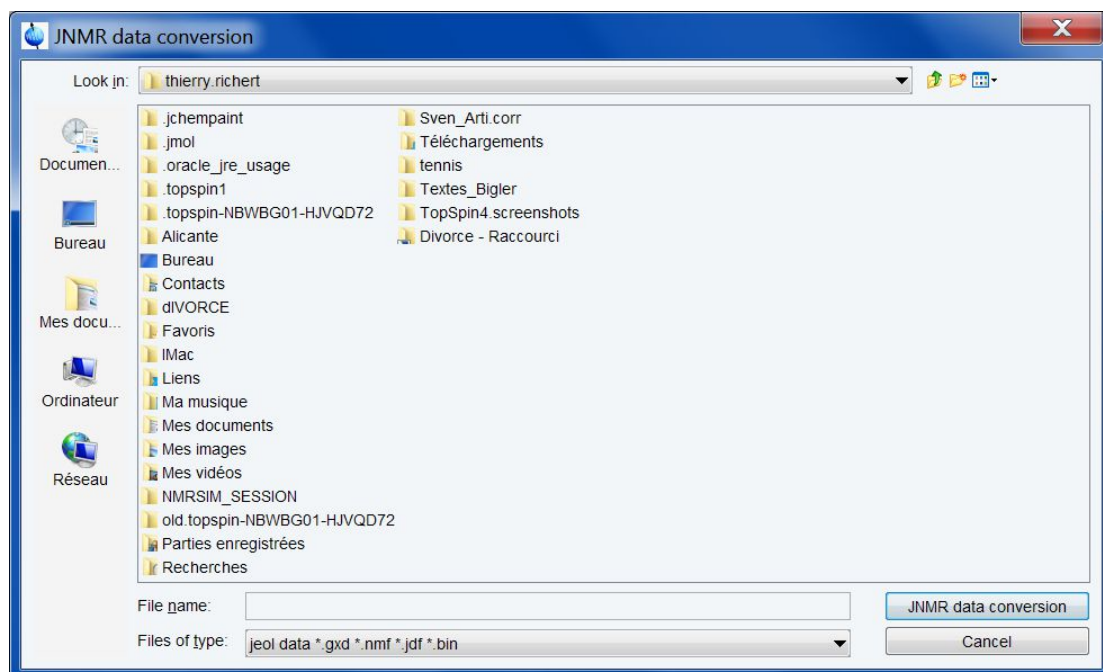 JNMR data conversion
Look in: thierry.richert
Documen...
Bureau
Mes docu...
Ordinateur
Réseau
.jchempaint
.jmol
.oracle_jre_usage
.topspin1
.topspin-NBWBG01-HJVQD72
Alicante
Bureau
Contacts
dIVORCE
Favoris
IMac
Liens
Ma musique
Mes documents
Mes images
Mes vidéos
NMRSIM_SESSION
old.topspin-NBWBG01-HJVQD72
Parties enregistrées
Recherches
Sven_Arti.corr
Téléchargements
tennis
Textes_Bigler
TopSpin4.screenshots
Divorce - Raccourci
File name:
JNMR data conversion
Files of type: jeol data *.gxd *.nmf *.jdf *.bin
Cancel